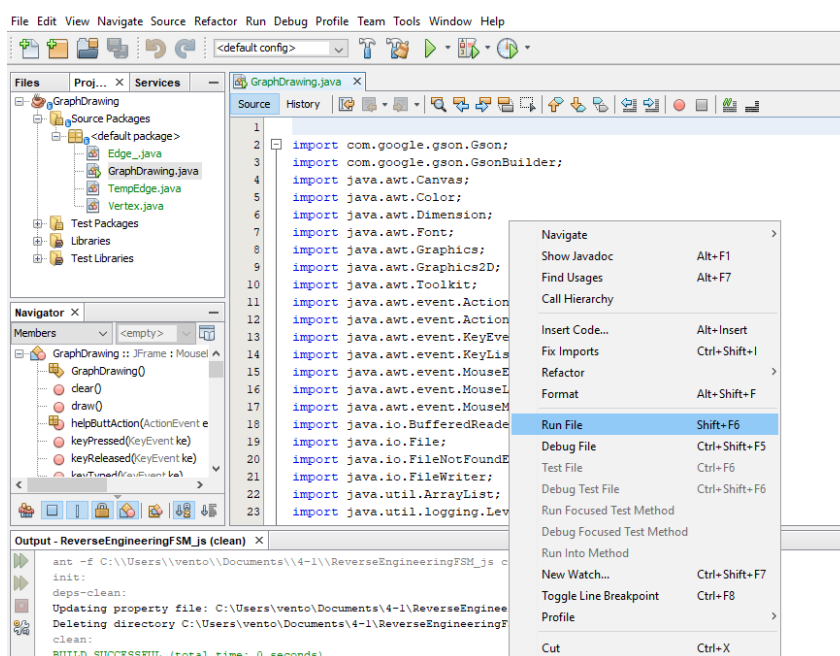 File Edit View Navigate Source Refactor Run Debug Profile Team Tools Window Help
<default config>
Files Proj... × Services
GraphDrawing
Source Packages
<default package>
Edge_.java
GraphDrawing.java
TempEdge.java
Vertex.java
Test Packages
Libraries
Test Libraries
Navigator ×
Members <empty>
GraphDrawing :: JFrame : Mousel
GraphDrawing()
clear()
draw()
helpButtAction(ActionEvent e
keyPressed(KeyEvent ke)
keyReleased(KeyEvent ke)
keyTyped(KeyEvent ke)
GraphDrawing.java ×
Source History
1
2 import com.google.gson.Gson;
3 import com.google.gson.GsonBuilder;
4 import java.awt.Canvas;
5 import java.awt.Color;
6 import java.awt.Dimension;
7 import java.awt.Font;
8 import java.awt.Graphics;
9 import java.awt.Graphics2D;
10 import java.awt.Toolkit;
11 import java.awt.event.Action
12 import java.awt.event.Action
13 import java.awt.event.KeyEve
14 import java.awt.event.KeyLis
15 import java.awt.event.MouseE
16 import java.awt.event.MouseL
17 import java.awt.event.MouseM
18 import java.io.BufferedReade
19 import java.io.File;
20 import java.io.FileNotFoundE
21 import java.io.FileWriter;
22 import java.util.ArrayList;
23 import java.util.logging.Lev
Navigate
Show Javadoc Alt+F1
Find Usages Alt+F7
Call Hierarchy
Insert Code... Alt+Insert
Fix Imports Ctrl+Shift+I
Refactor
Format Alt+Shift+F
Run File Shift+F6
Debug File Ctrl+Shift+F5
Test File Ctrl+F6
Debug Test File Ctrl+Shift+F6
Run Focused Test Method
Debug Focused Test Method
Run Into Method
New Watch... Ctrl+Shift+F7
Toggle Line Breakpoint Ctrl+F8
Profile
Cut Ctrl+X
Output - ReverseEngineeringFSM_js (clean) ×
ant -f C:\\Users\\vento\\Documents\\4-1\\ReverseEngineeringFSM_js c
init:
deps-clean:
Updating property file: C:\Users\vento\Documents\4-1\ReverseEnginee
Deleting directory C:\Users\vento\Documents\4-1\ReverseEngineeringF
clean:
BUILD SUCCESSFUL (total time: 0 seconds)